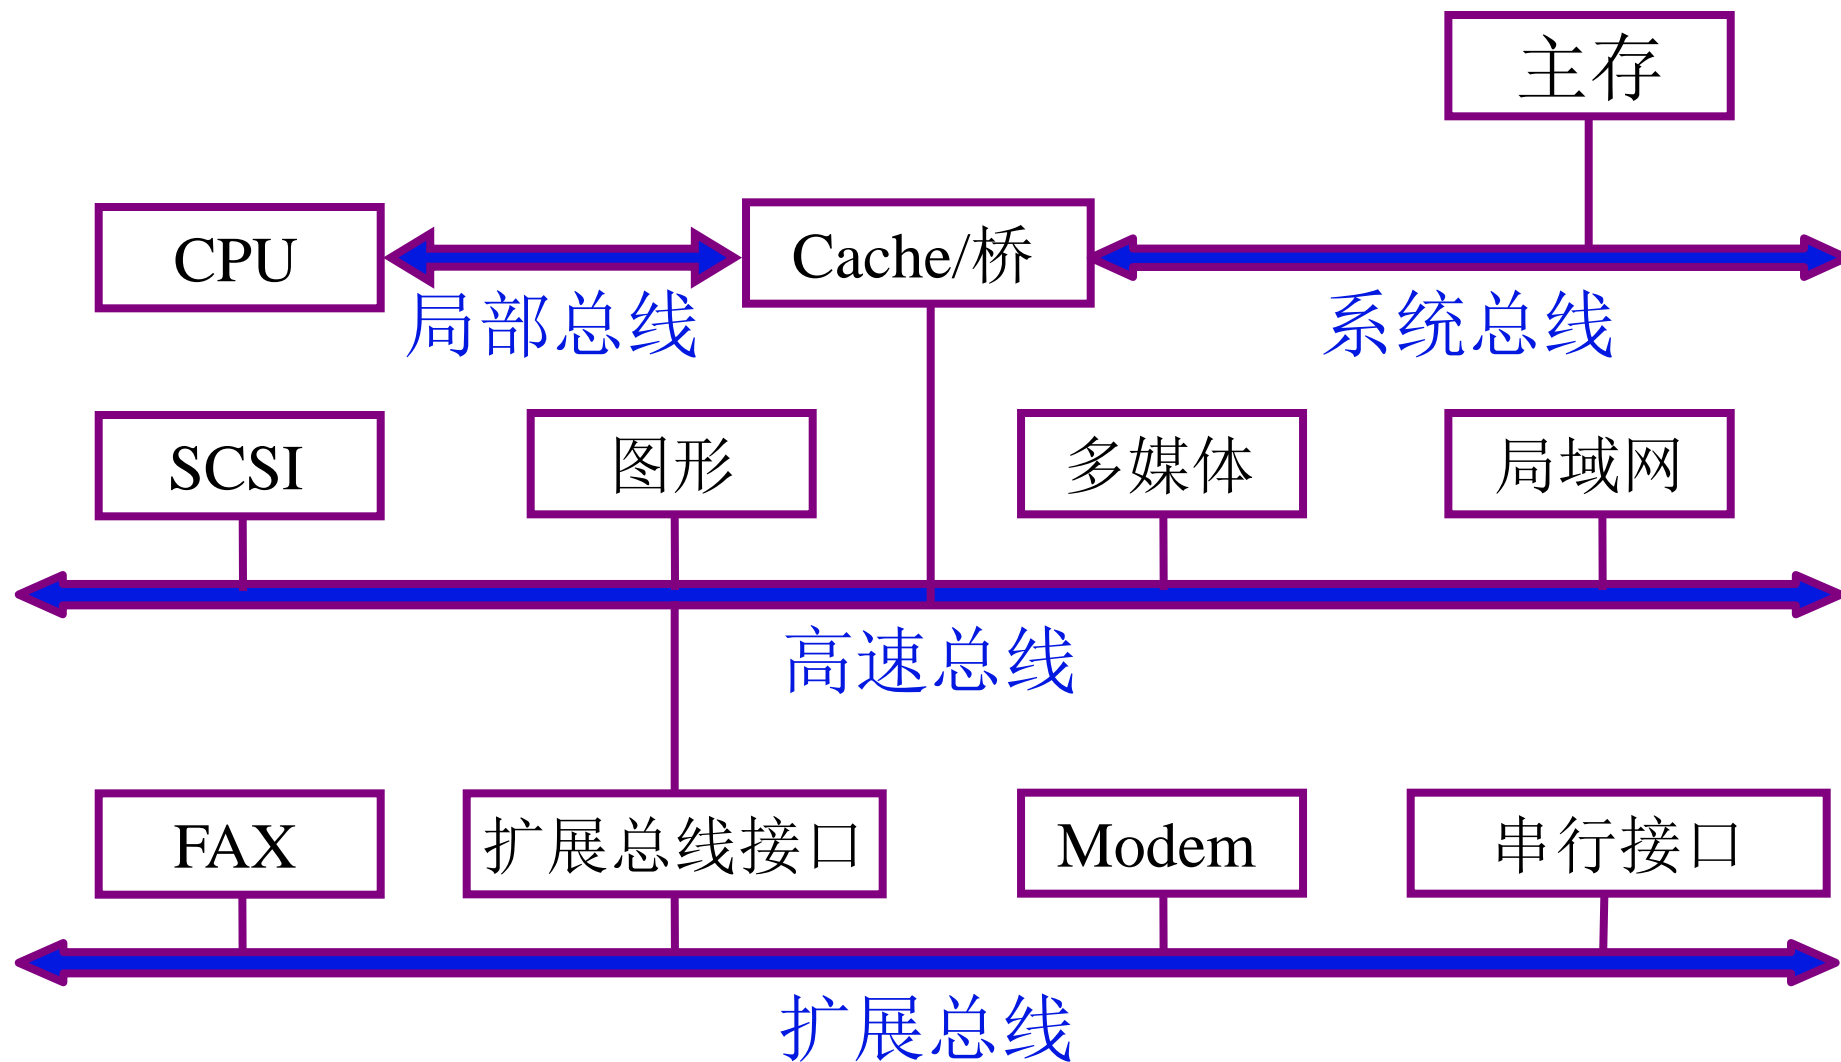 主存
CPU
Cache/桥
局部总线
系统总线
SCSI
图形
多媒体
局域网
高速总线
FAX
扩展总线接口
Modem
串行接口
扩展总线